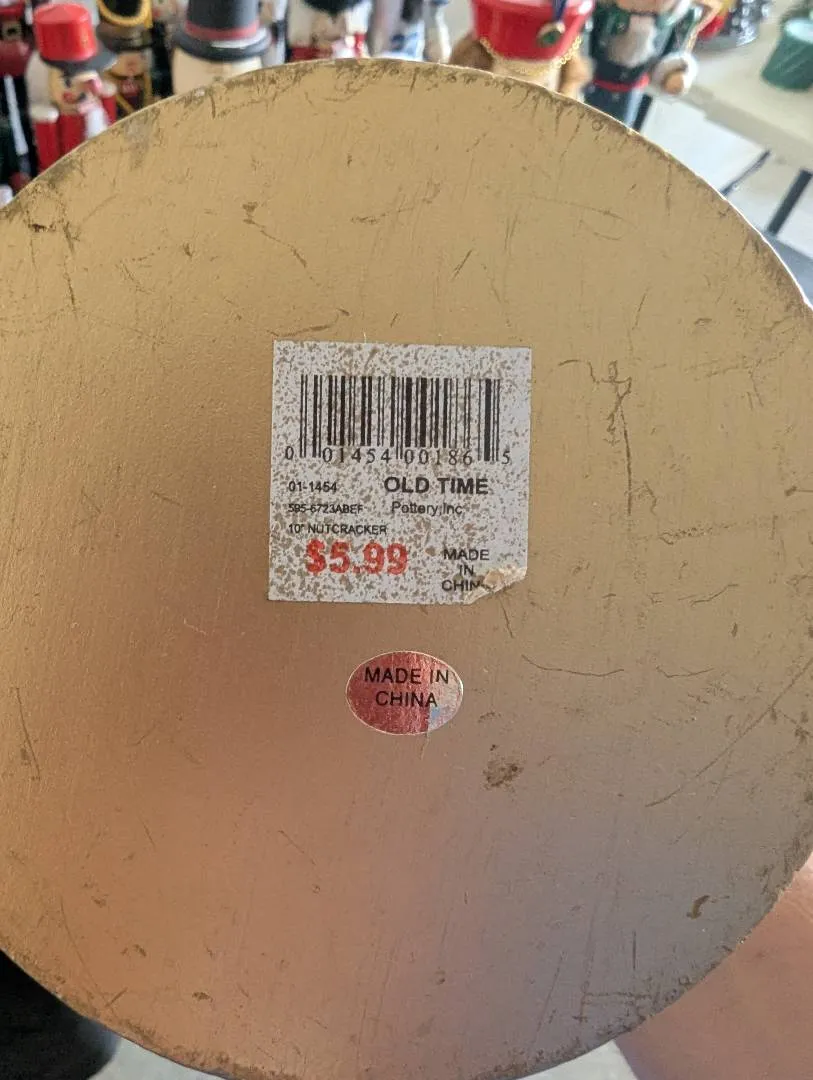 0 01454 00186 5
01-1454 OLD TIME
595-6723ABEF Pottery,Inc
10" NUTCRACKER
$5.99 MADE
IN
CHIN
MADE IN
CHINA